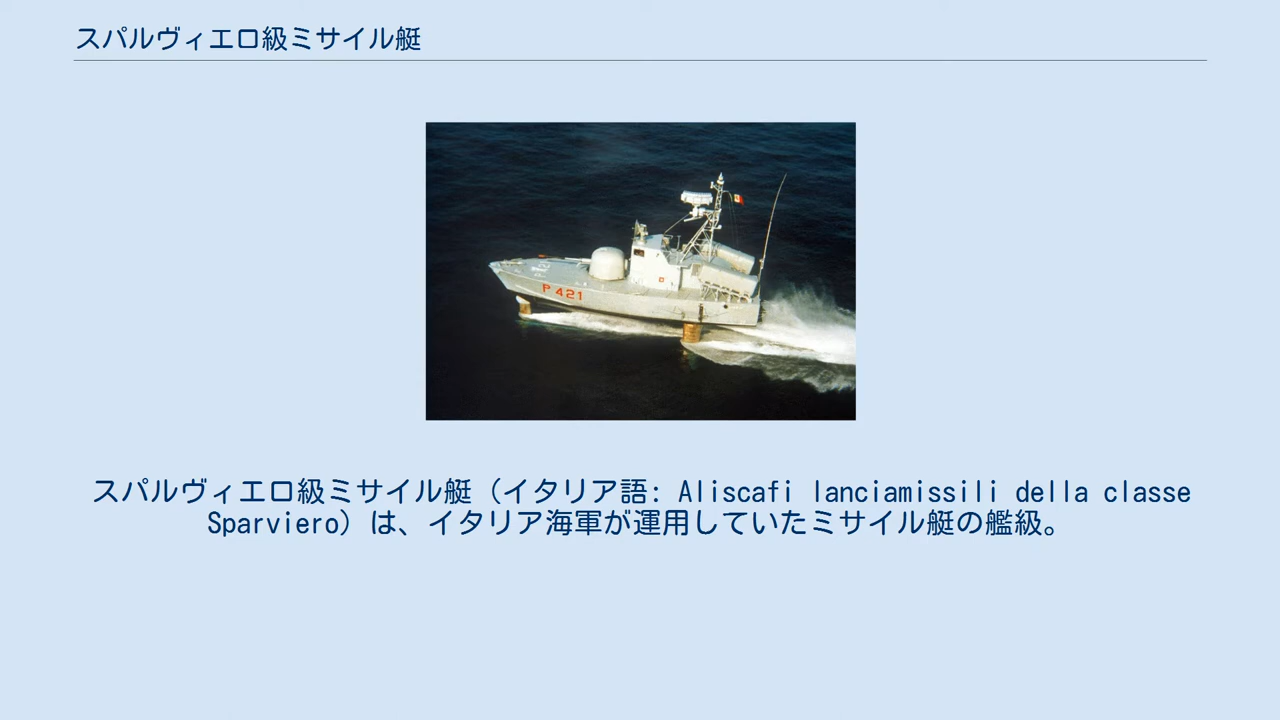 スパルヴィエロ級ミサイル艇
P 421
スパルヴィエロ級ミサイル艇（イタリア語: Aliscafi lanciamissili della classe
Sparviero）は、イタリア海軍が運用していたミサイル艇の艦級。